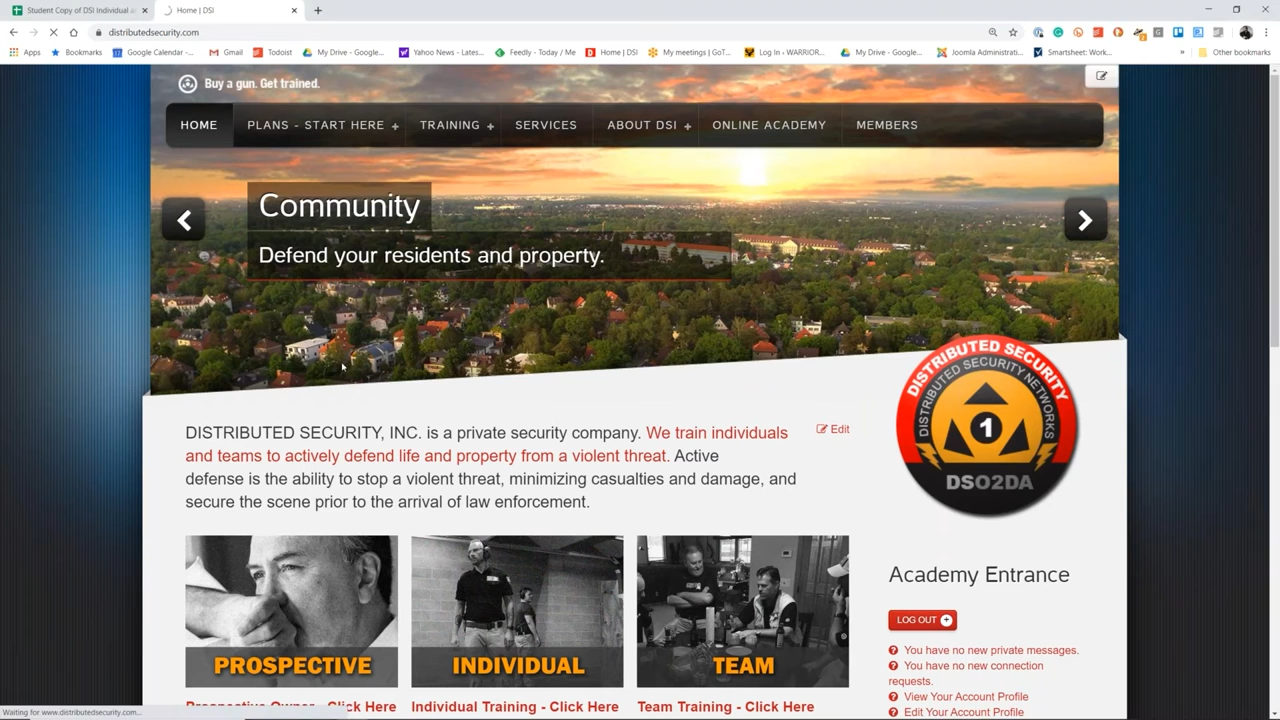 Student Copy of DSI Individual a
Home | DSI
distributedsecurity.com
Apps
Bookmarks
Google Calendar -...
Gmail
Todoist
My Drive - Google...
Yahoo News - Lates...
Feedly - Today / Me
Home | DSI
My meetings | GoT...
Log In ‹ WARRIOR...
My Drive - Google...
Joomla Administrati...
Smartsheet: Work...
»
Other bookmarks
Buy a gun. Get trained.
HOME
PLANS - START HERE +
TRAINING +
SERVICES
ABOUT DSI +
ONLINE ACADEMY
MEMBERS
Community
Defend your residents and property.
DISTRIBUTED SECURITY
DISTRIBUTED SECURITY NETWORKS
1
DSO2DA
DISTRIBUTED SECURITY, INC. is a private security company. We train individuals
and teams to actively defend life and property from a violent threat. Active
defense is the ability to stop a violent threat, minimizing casualties and damage, and
secure the scene prior to the arrival of law enforcement.
Edit
PROSPECTIVE
INDIVIDUAL
TEAM
Prospective Owner - Click Here
Individual Training - Click Here
Team Training - Click Here
Academy Entrance
LOG OUT +
You have no new private messages.
You have no new connection
requests.
View Your Account Profile
Edit Your Account Profile
Waiting for www.distributedsecurity.com...